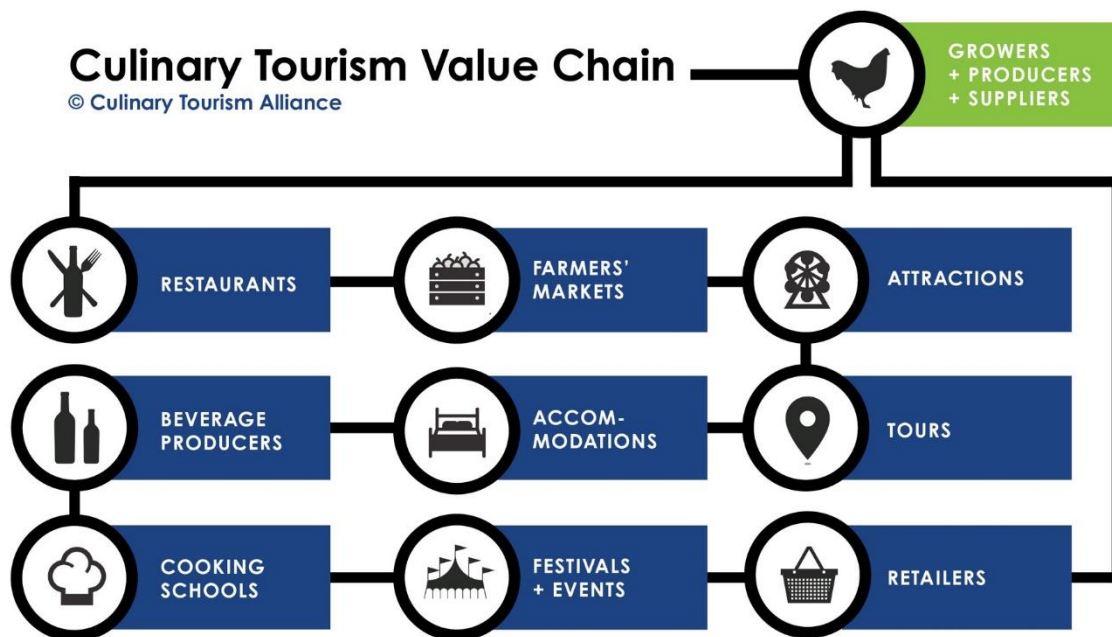 Culinary Tourism Value Chain
© Culinary Tourism Alliance
GROWERS
+ PRODUCERS
+ SUPPLIERS
RESTAURANTS
FARMERS’
MARKETS
ATTRACTIONS
BEVERAGE
PRODUCERS
ACCOM-
MODATIONS
TOURS
COOKING
SCHOOLS
FESTIVALS
+ EVENTS
RETAILERS